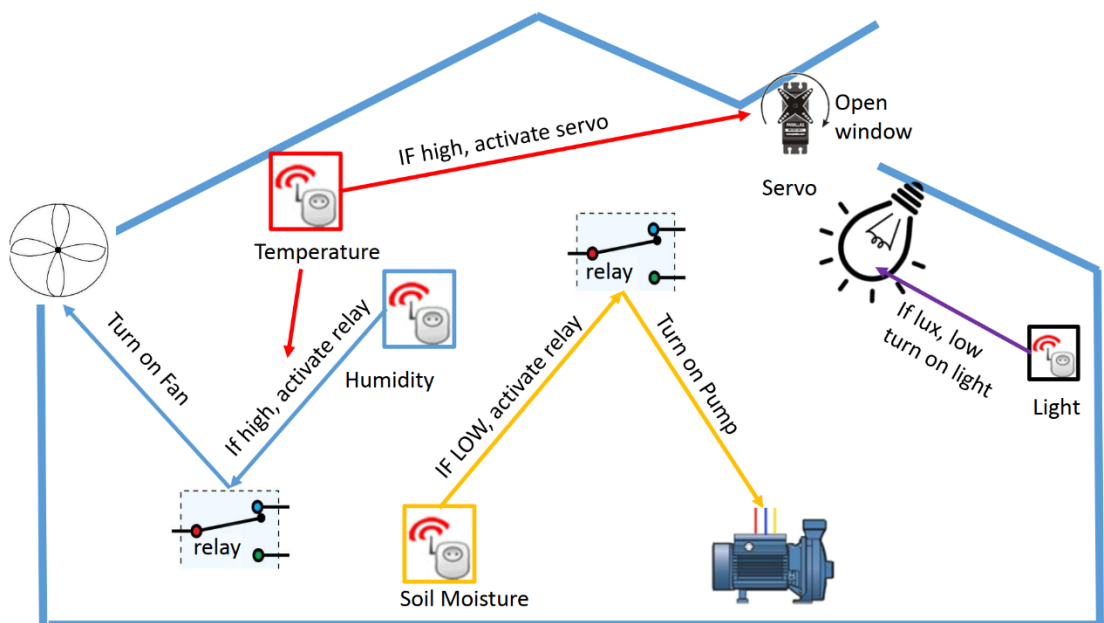 IF high, activate servo
Open
window
Servo
Temperature
relay
Turn on Fan
If high, activate relay
Humidity
IF LOW, activate relay
Turn on Pump
If lux, low
turn on light
Light
relay
Soil Moisture